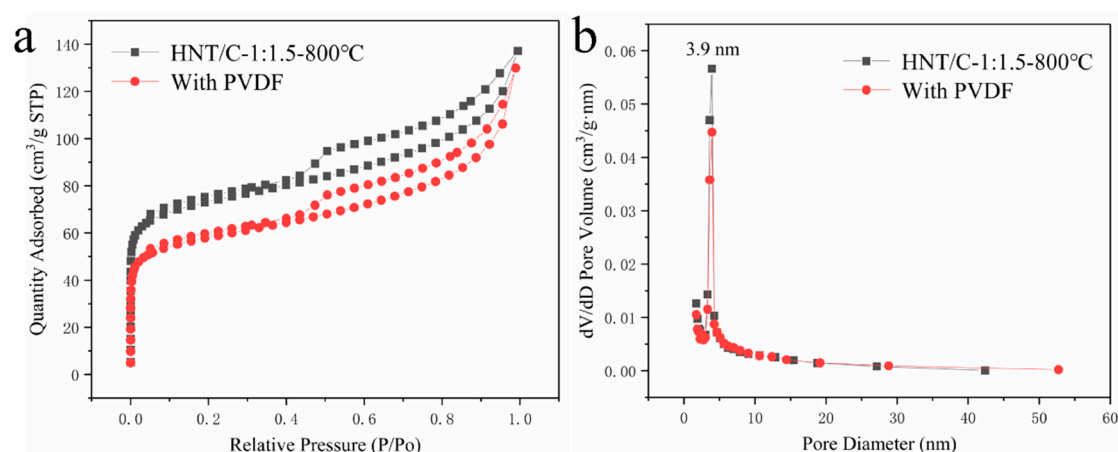 a
HNT/C-1:1.5-800℃
With PVDF
Quantity Adsorbed (cm³/g STP)
140
120
100
80
60
40
20
0
0.0 0.2 0.4 0.6 0.8 1.0
Relative Pressure (P/Po)
b
3.9 nm
HNT/C-1:1.5-800℃
With PVDF
dV/dD Pore Volume (cm³/g·nm)
0.06
0.05
0.04
0.03
0.02
0.01
0.00
0 10 20 30 40 50 60
Pore Diameter (nm)